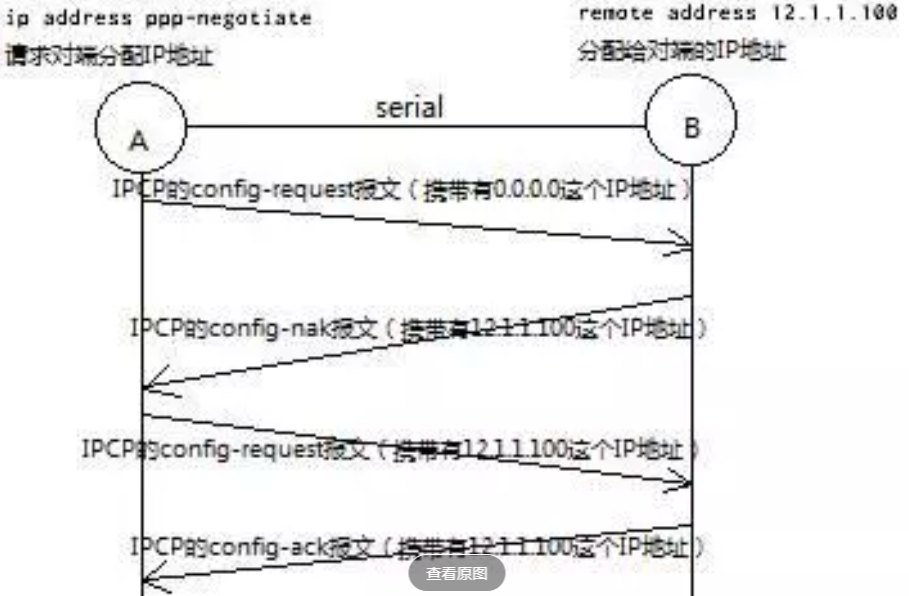 ip address ppp-negotiate
请求对端分配IP地址
remote address 12.1.1.100
分配给对端的IP地址
serial
A
B
IPCP的config-request报文（携带有0.0.0.0这个IP地址）
IPCP的config-nak报文（携带有12.1.1.100这个IP地址）
IPCP的config-request报文（携带有12.1.1.100这个IP地址）
IPCP的config-ack报文（携带有12.1.1.100这个IP地址）
查看原图